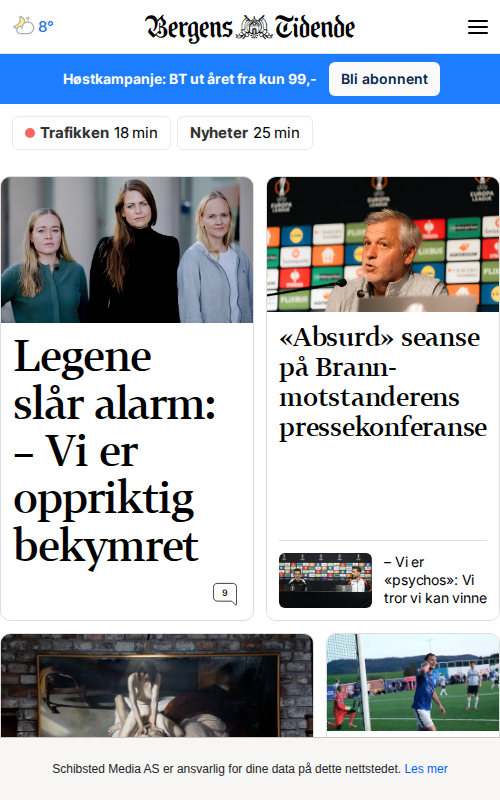 8°
Bergens Tidende
Høstkampanje: BT ut året fra kun 99,-
Bli abonnent
Trafikken 18 min
Nyheter 25 min
Legene
slår alarm:
– Vi er
oppriktig
bekymret
9
«Absurd» seanse
på Brann-
motstanderens
pressekonferanse
– Vi er
«psychos»: Vi
tror vi kan vinne
Schibsted Media AS er ansvarlig for dine data på dette nettstedet. Les mer